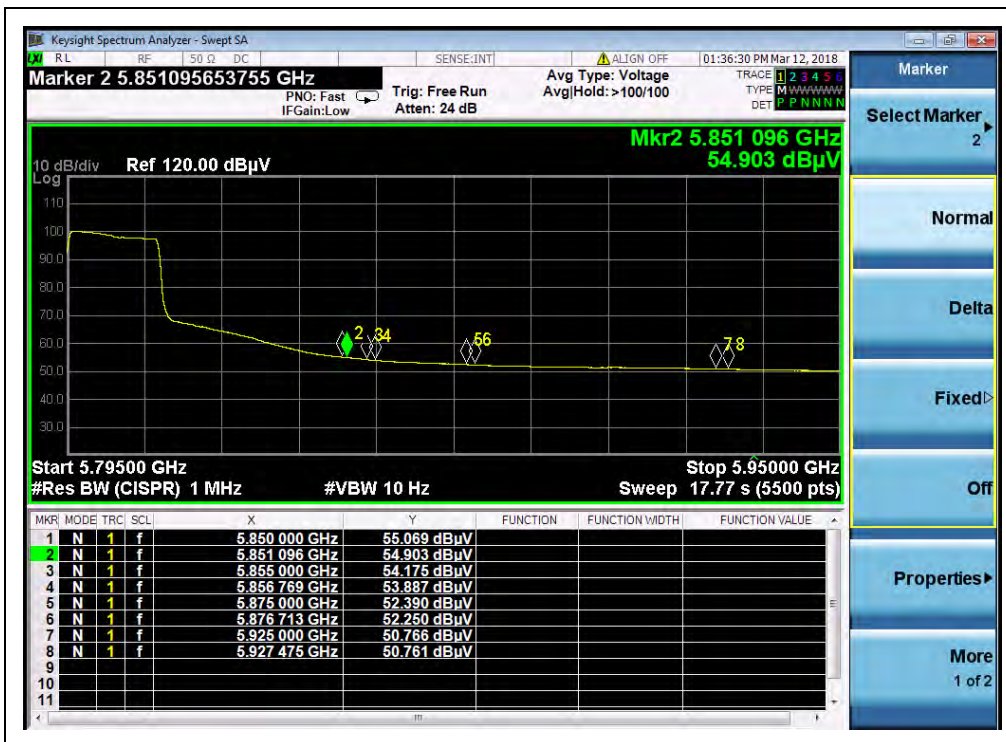 Keysight Spectrum Analyzer - Swept SA
LXI RL RF 50 Ω DC SENSE:INT ALIGN OFF 01:36:30 PM Mar 12, 2018
Marker 2 5.851095653755 GHz
PNO: Fast
IFGain:Low
Trig: Free Run
Atten: 24 dB
Avg Type: Voltage
Avg|Hold:>100/100
TRACE 1 2 3 4 5 6
TYPE M W W W W W
DET P P N N N N
Mkr2 5.851 096 GHz
54.903 dBµV
10 dB/div Ref 120.00 dBµV
Log
110
100
90.0
80.0
70.0
60.0
50.0
40.0
30.0
2 3 4 5 6 7 8
Start 5.79500 GHz Stop 5.95000 GHz
#Res BW (CISPR) 1 MHz #VBW 10 Hz Sweep 17.77 s (5500 pts)
MKR MODE TRC SCL X Y FUNCTION FUNCTION WIDTH FUNCTION VALUE
1 N 1 f 5.850 000 GHz 55.069 dBµV
2 N 1 f 5.851 096 GHz 54.903 dBµV
3 N 1 f 5.855 000 GHz 54.175 dBµV
4 N 1 f 5.856 769 GHz 53.887 dBµV
5 N 1 f 5.875 000 GHz 52.390 dBµV
6 N 1 f 5.876 713 GHz 52.250 dBµV
7 N 1 f 5.925 000 GHz 50.766 dBµV
8 N 1 f 5.927 475 GHz 50.761 dBµV
9
10
11
Marker
Select Marker
2
Normal
Delta
Fixed
Off
Properties
More
1 of 2